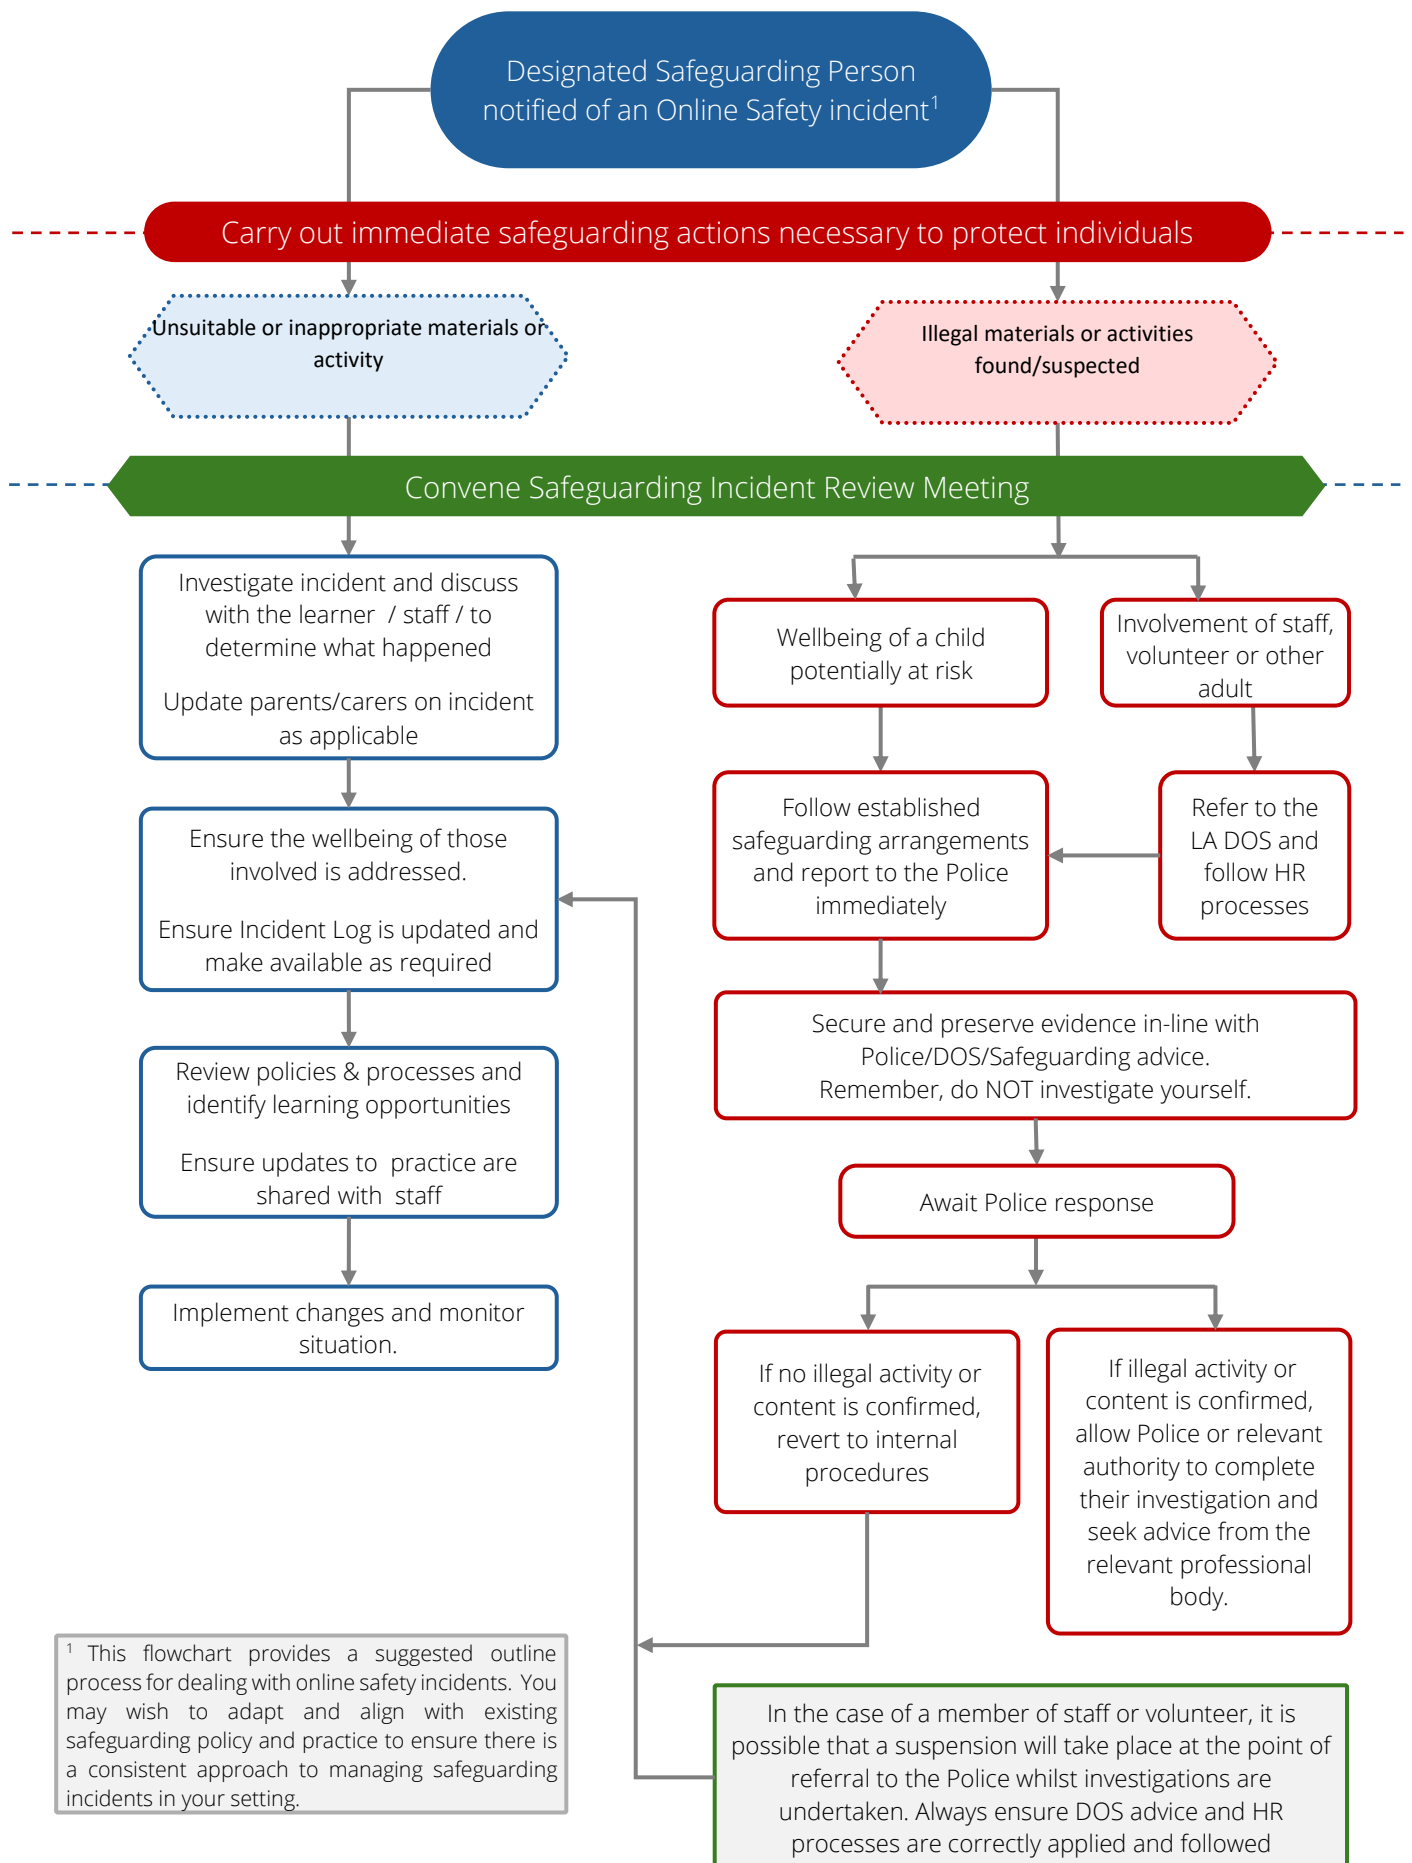 Designated Safeguarding Person
notified of an Online Safety incident¹
Carry out immediate safeguarding actions necessary to protect individuals
Unsuitable or inappropriate materials or
activity
Illegal materials or activities
found/suspected
Convene Safeguarding Incident Review Meeting
Investigate incident and discuss
with the learner / staff / to
determine what happened
Update parents/carers on incident
as applicable
Ensure the wellbeing of those
involved is addressed.
Ensure Incident Log is updated and
make available as required
Review policies & processes and
identify learning opportunities
Ensure updates to practice are
shared with staff
Implement changes and monitor
situation.
Wellbeing of a child
potentially at risk
Involvement of staff,
volunteer or other
adult
Follow established
safeguarding arrangements
and report to the Police
immediately
Refer to the
LA DOS and
follow HR
processes
Secure and preserve evidence in-line with
Police/DOS/Safeguarding advice.
Remember, do NOT investigate yourself.
Await Police response
If no illegal activity or
content is confirmed,
revert to internal
procedures
If illegal activity or
content is confirmed,
allow Police or relevant
authority to complete
their investigation and
seek advice from the
relevant professional
body.
¹ This flowchart provides a suggested outline
process for dealing with online safety incidents. You
may wish to adapt and align with existing
safeguarding policy and practice to ensure there is
a consistent approach to managing safeguarding
incidents in your setting.
In the case of a member of staff or volunteer, it is
possible that a suspension will take place at the point of
referral to the Police whilst investigations are
undertaken. Always ensure DOS advice and HR
processes are correctly applied and followed